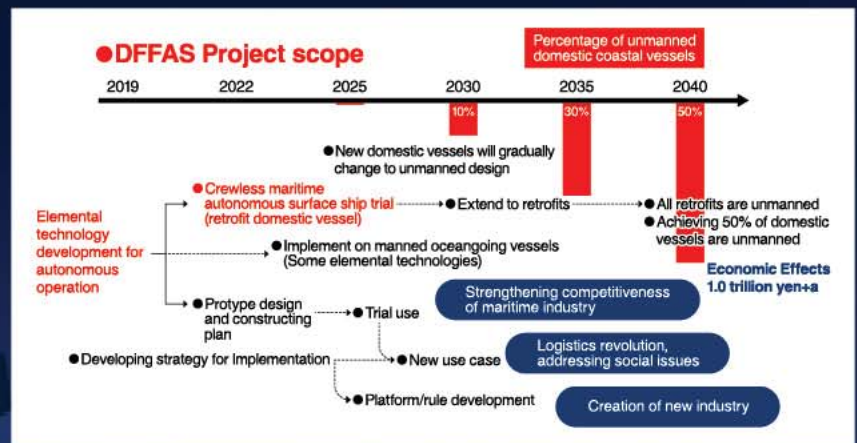 ●DFFAS Project scope
Percentage of unmanned
domestic coastal vessels
2019 2022 2025 2030 2035 2040
10% 30% 50%
●New domestic vessels will gradually
change to unmanned design
●Crewless maritime
autonomous surface ship trial
(retrofit domestic vessel)
●Extend to retrofits
●All retrofits are unmanned
●Achieving 50% of domestic
vessels are unmanned
Elemental
technology
development for
autonomous
operation
●Implement on manned oceangoing vessels
(Some elemental technologies)
Economic Effects
1.0 trillion yen+a
●Protype design
and constructing
plan
●Trial use
Strengthening competitiveness
of maritime industry
●Developing strategy for Implementation
●New use case
Logistics revolution,
addressing social issues
●Platform/rule development
Creation of new industry